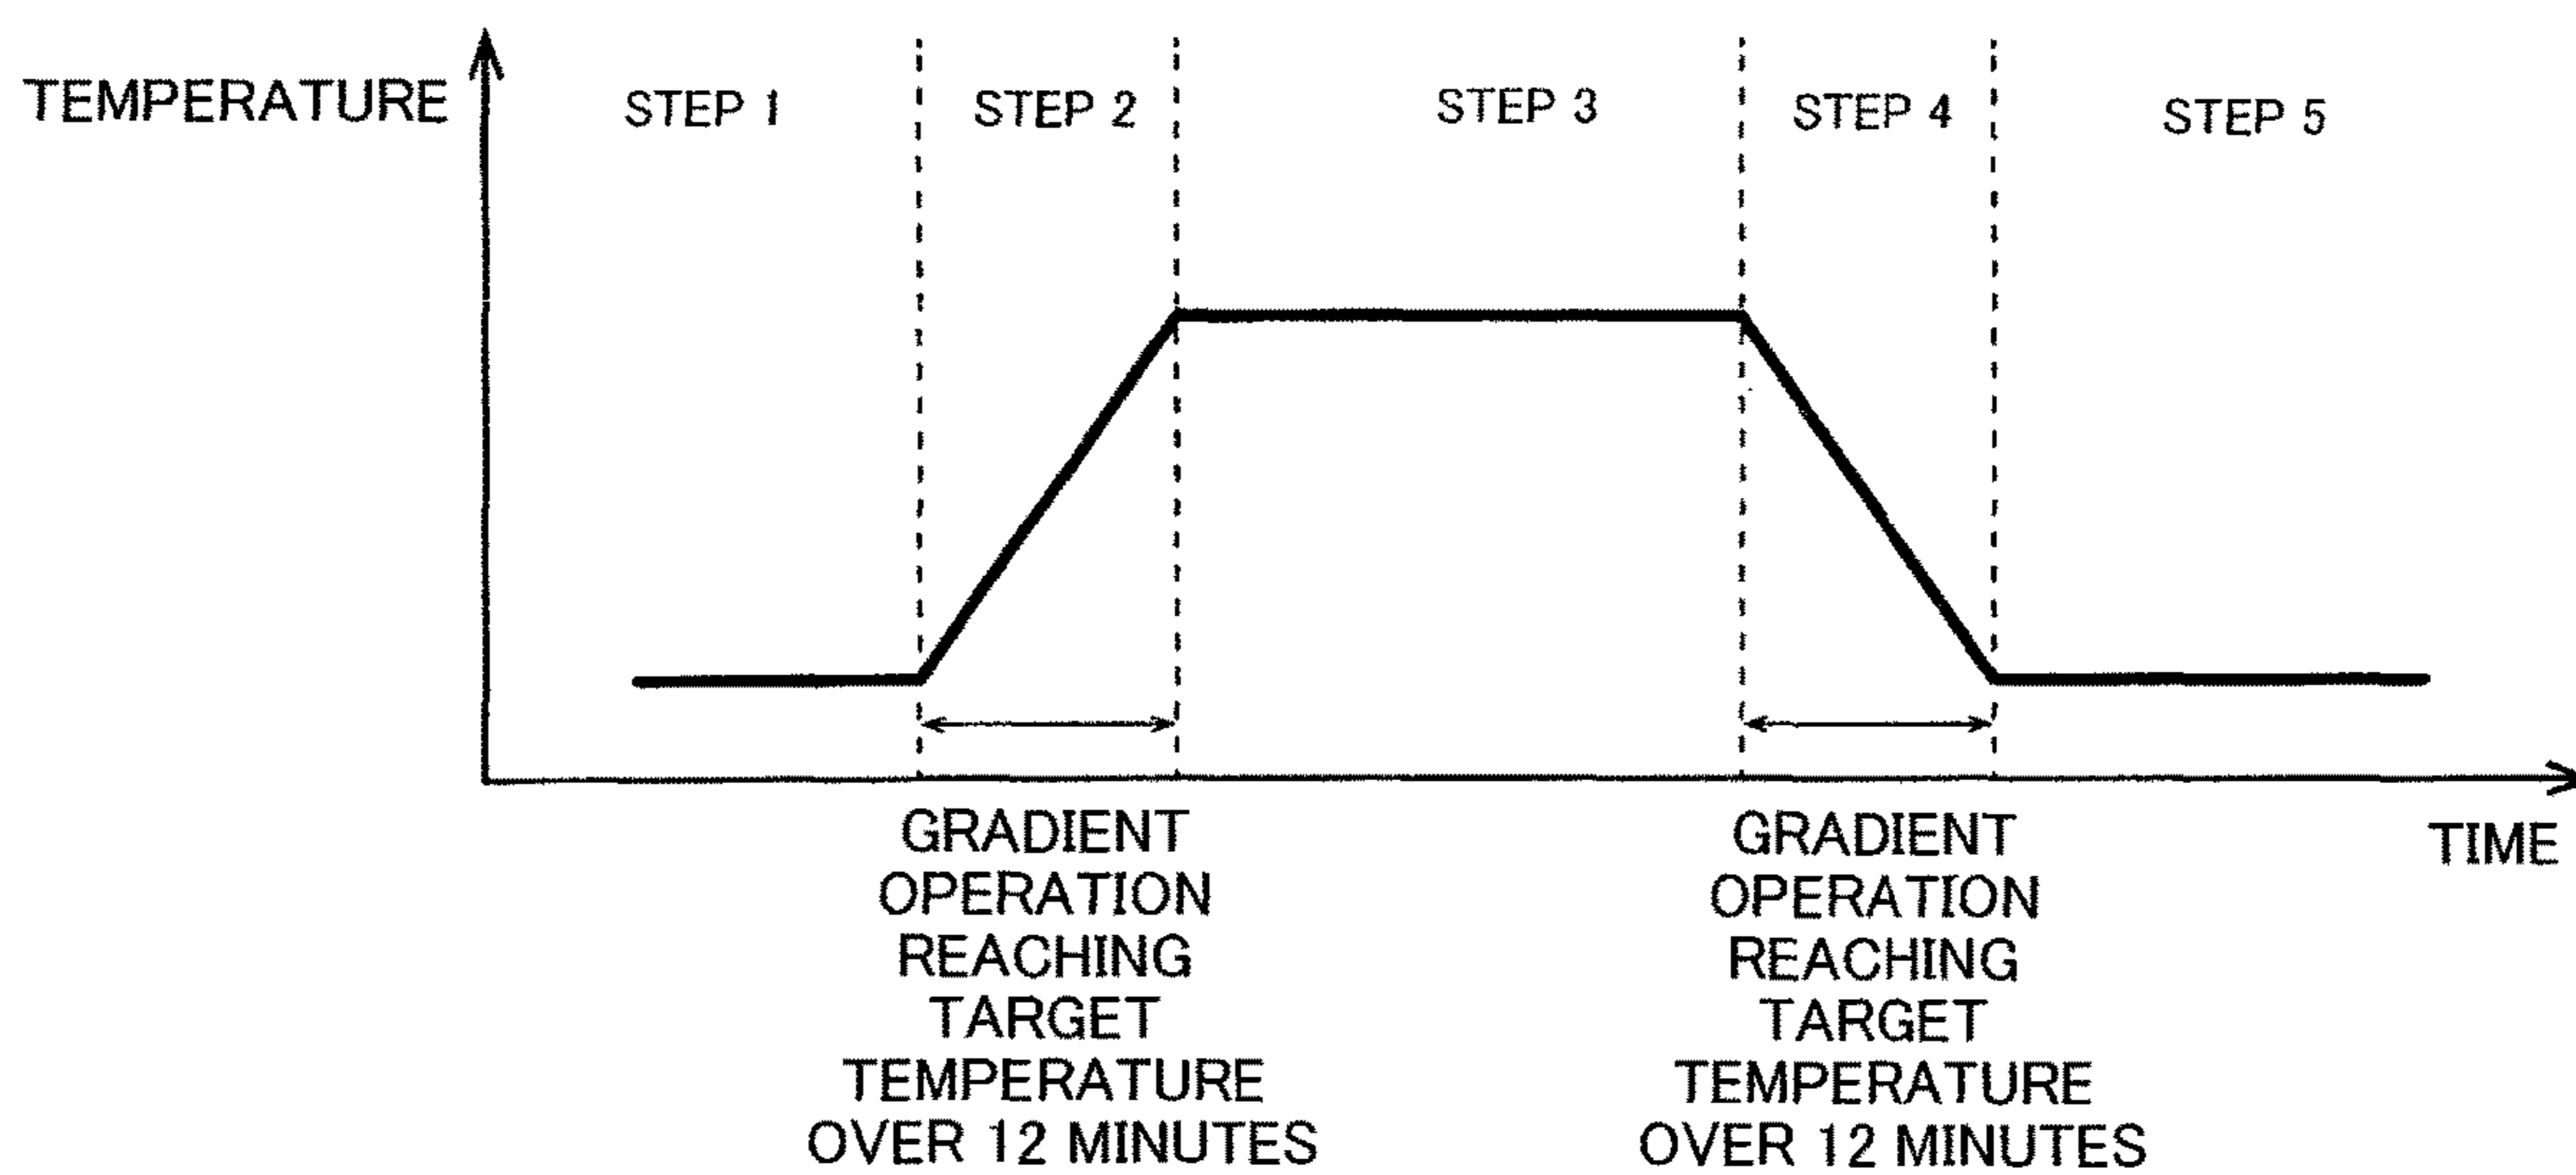 TEMPERATURE
STEP 1
STEP 2
STEP 3
STEP 4
STEP 5
TIME
GRADIENT
OPERATION
REACHING
TARGET
TEMPERATURE
OVER 12 MINUTES
GRADIENT
OPERATION
REACHING
TARGET
TEMPERATURE
OVER 12 MINUTES